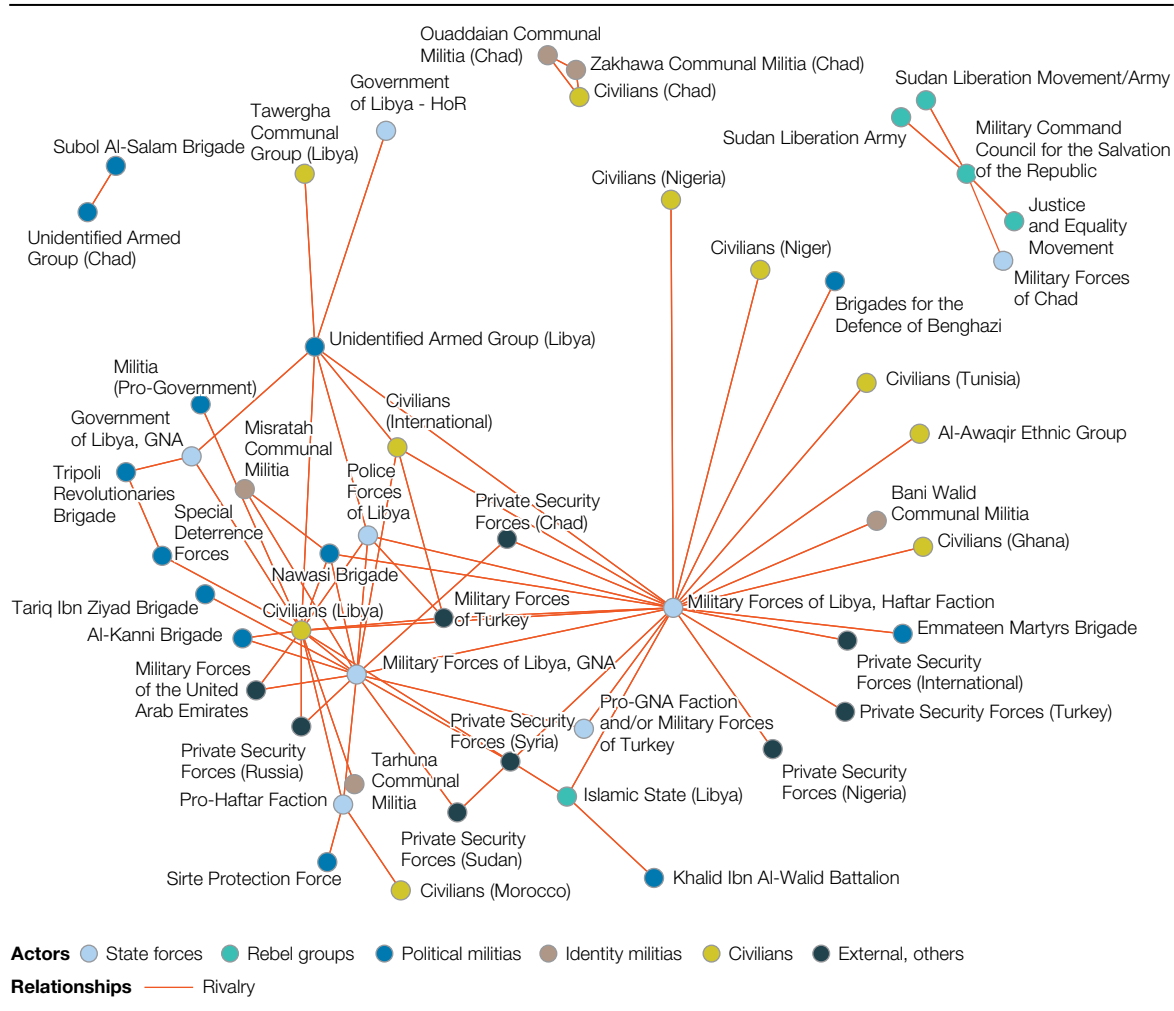 Ouaddaian Communal
Militia (Chad)
Zakhawa Communal Militia (Chad)
Civilians (Chad)
Government
of Libya - HoR
Tawergha
Communal
Group (Libya)
Subol Al-Salam Brigade
Unidentified Armed
Group (Chad)
Sudan Liberation Movement/Army
Sudan Liberation Army
Military Command
Council for the Salvation
of the Republic
Justice
and Equality
Movement
Military Forces
of Chad
Civilians (Nigeria)
Civilians (Niger)
Brigades for the
Defence of Benghazi
Unidentified Armed Group (Libya)
Civilians (Tunisia)
Militia
(Pro-Government)
Civilians
(International)
Government
of Libya, GNA
Misratah
Communal
Militia
Al-Awaqir Ethnic Group
Tripoli
Revolutionaries
Brigade
Police
Forces
of Libya
Private Security
Forces (Chad)
Bani Walid
Communal Militia
Special
Deterrence
Forces
Civilians (Ghana)
Nawasi Brigade
Tariq Ibn Ziyad Brigade
Civilians (Libya)
Military Forces
of Turkey
Military Forces of Libya, Haftar Faction
Al-Kanni Brigade
Emmateen Martyrs Brigade
Military Forces
of the United
Arab Emirates
Military Forces of Libya, GNA
Private Security
Forces (International)
Pro-GNA Faction
and/or Military Forces
of Turkey
Private Security Forces (Turkey)
Private Security
Forces (Syria)
Private Security
Forces (Russia)
Tarhuna
Communal
Militia
Private Security
Forces (Nigeria)
Pro-Haftar Faction
Islamic State (Libya)
Private Security
Forces (Sudan)
Sirte Protection Force
Civilians (Morocco)
Khalid Ibn Al-Walid Battalion
Actors State forces Rebel groups Political militias Identity militias Civilians External, others
Relationships Rivalry